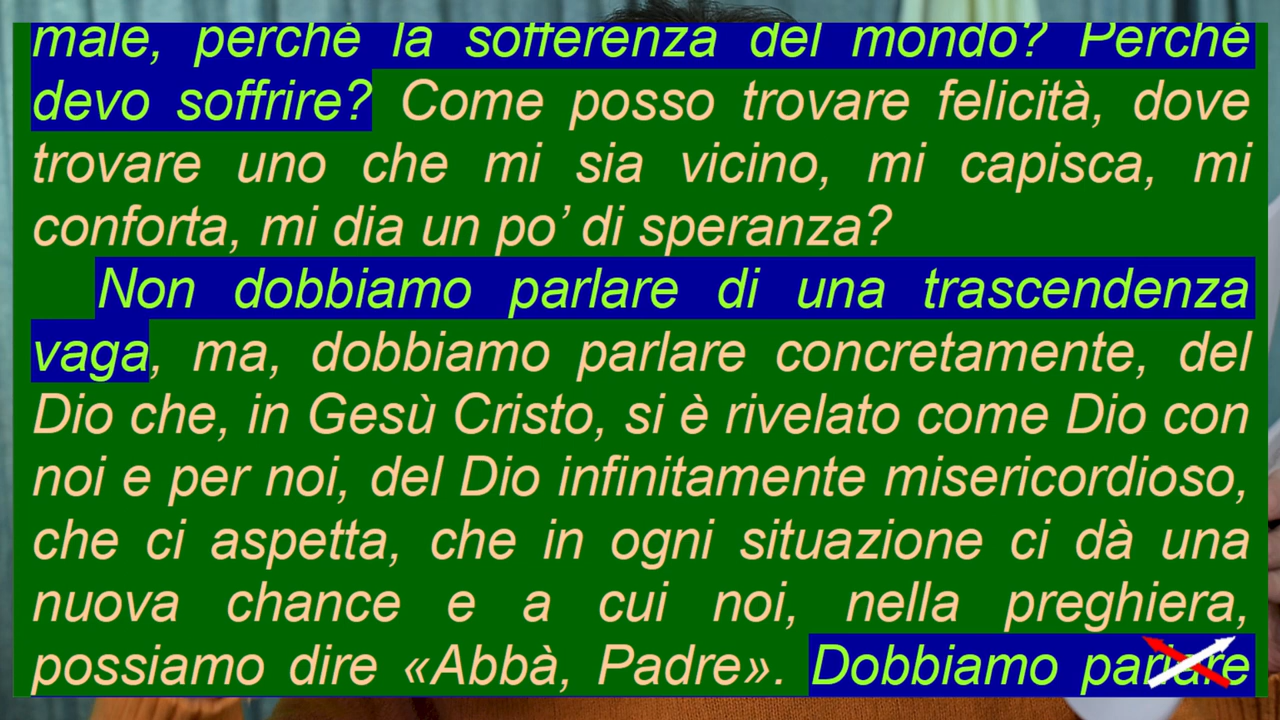 male, perché la sofferenza del mondo? Perché
devo soffrire? Come posso trovare felicità, dove
trovare uno che mi sia vicino, mi capisca, mi
conforta, mi dia un po’ di speranza?
Non dobbiamo parlare di una trascendenza
vaga, ma, dobbiamo parlare concretamente, del
Dio che, in Gesù Cristo, si è rivelato come Dio con
noi e per noi, del Dio infinitamente misericordioso,
che ci aspetta, che in ogni situazione ci dà una
nuova chance e a cui noi, nella preghiera,
possiamo dire «Abbà, Padre». Dobbiamo parlare